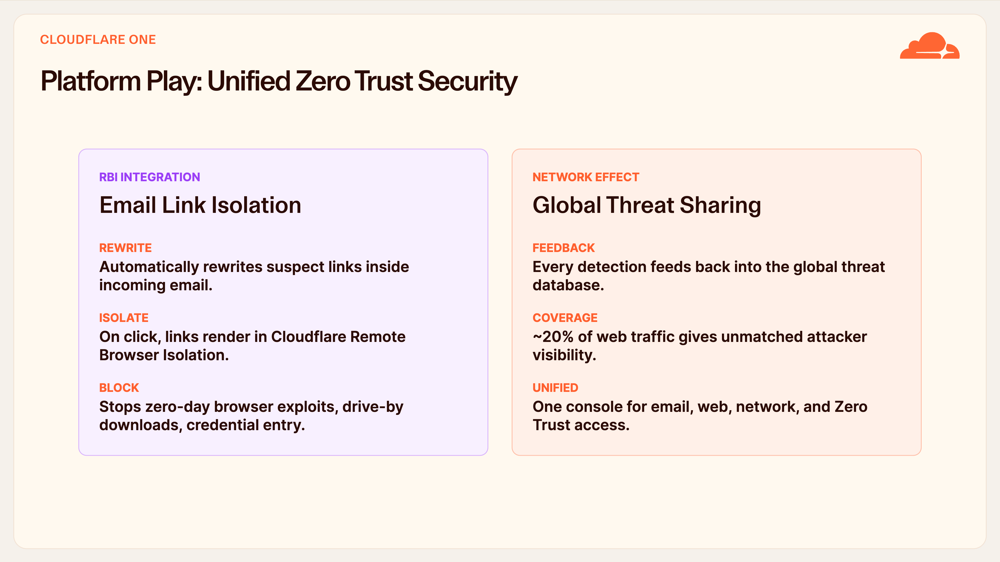 CLOUDFLARE ONE
Platform Play: Unified Zero Trust Security
RBI INTEGRATION
Email Link Isolation
REWRITE
Automatically rewrites suspect links inside
incoming email.
ISOLATE
On click, links render in Cloudflare Remote
Browser Isolation.
BLOCK
Stops zero-day browser exploits, drive-by
downloads, credential entry.
NETWORK EFFECT
Global Threat Sharing
FEEDBACK
Every detection feeds back into the global threat
database.
COVERAGE
~20% of web traffic gives unmatched attacker
visibility.
UNIFIED
One console for email, web, network, and Zero
Trust access.